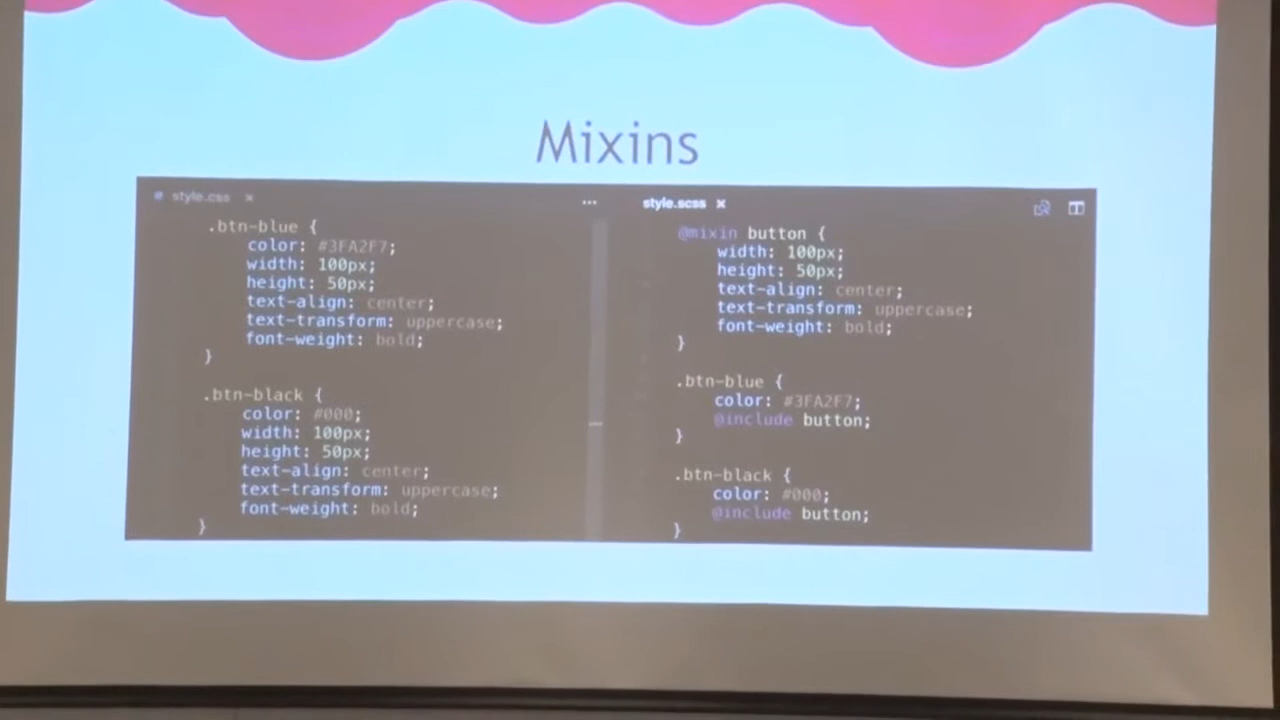 Mixins
style.css ×
.btn-blue {
color: #3FA2F7;
width: 100px;
height: 50px;
text-align: center;
text-transform: uppercase;
font-weight: bold;
}
.btn-black {
color: #000;
width: 100px;
height: 50px;
text-align: center;
text-transform: uppercase;
font-weight: bold;
}
... style.scss ×
@mixin button {
width: 100px;
height: 50px;
text-align: center;
text-transform: uppercase;
font-weight: bold;
}
.btn-blue {
color: #3FA2F7;
@include button;
}
.btn-black {
color: #000;
@include button;
}